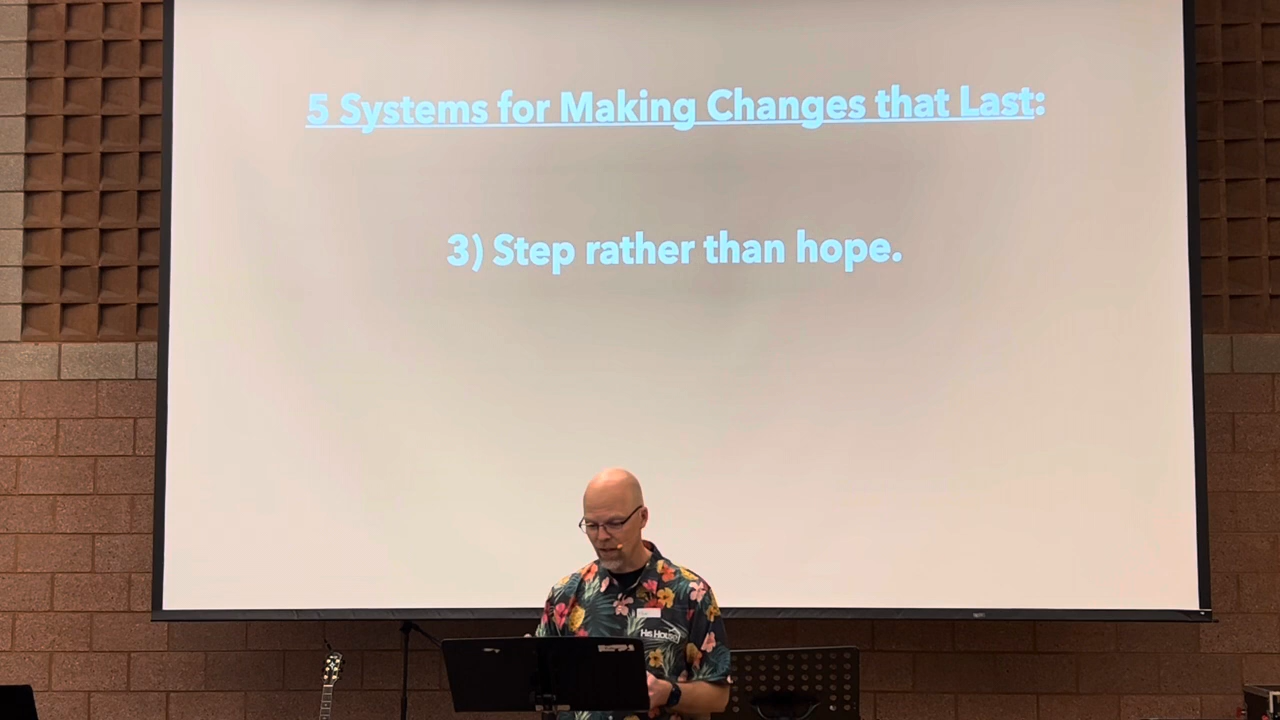 5 Systems for Making Changes that Last:
3) Step rather than hope.
His House